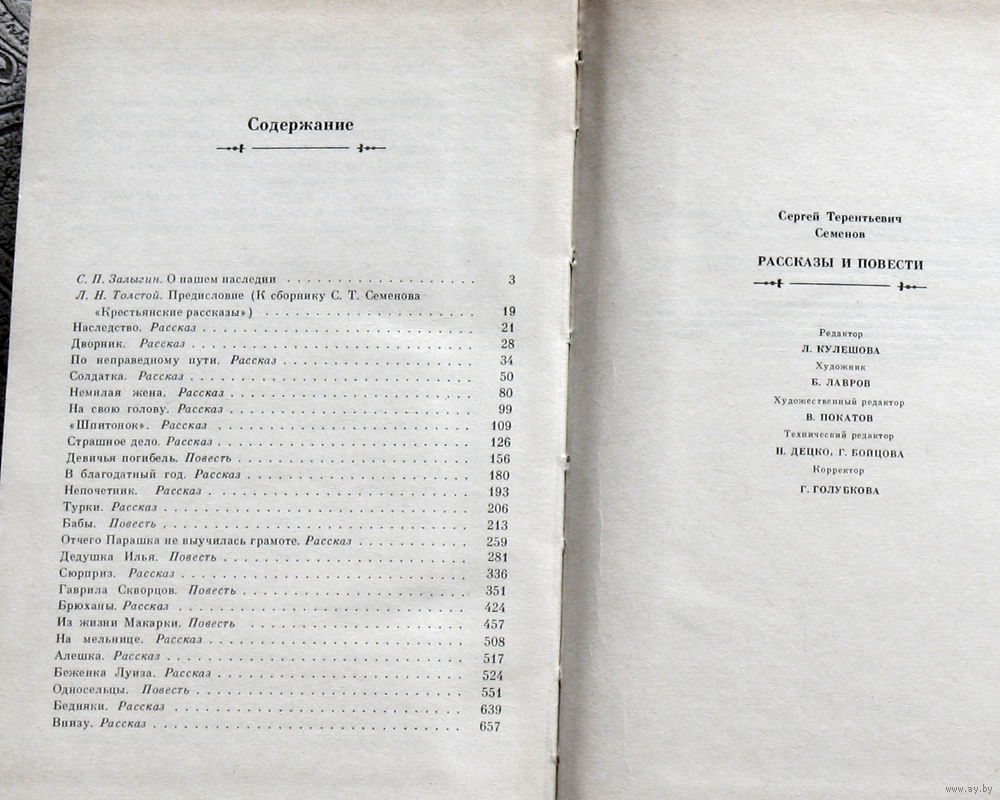 Содержание
С. П. Залыгин. О нашем наследии . . . . . . . . . . . . . . . . . . 3
Л. Н. Толстой. Предисловие (К сборнику С. Т. Семенова
«Крестьянские рассказы») . . . . . . . . . . . . . . . . . . . . 19
Наследство. Рассказ . . . . . . . . . . . . . . . . . . . . . . . . 21
Дворник. Рассказ . . . . . . . . . . . . . . . . . . . . . . . . . 28
По неправедному пути. Рассказ . . . . . . . . . . . . . . . . . . 34
Солдатка. Рассказ . . . . . . . . . . . . . . . . . . . . . . . . . 50
Немилая жена. Рассказ . . . . . . . . . . . . . . . . . . . . . . 80
На свою голову. Рассказ . . . . . . . . . . . . . . . . . . . . . . 99
«Шпитонок». Рассказ . . . . . . . . . . . . . . . . . . . . . . . 109
Страшное дело. Рассказ . . . . . . . . . . . . . . . . . . . . . . 126
Девичья погибель. Повесть . . . . . . . . . . . . . . . . . . . . 156
В благодатный год. Рассказ . . . . . . . . . . . . . . . . . . . . 180
Непочетник. Рассказ . . . . . . . . . . . . . . . . . . . . . . . 193
Турки. Рассказ . . . . . . . . . . . . . . . . . . . . . . . . . . 206
Бабы. Повесть . . . . . . . . . . . . . . . . . . . . . . . . . . 213
Отчего Парашка не выучилась грамоте. Рассказ . . . . . . . . . . 259
Дедушка Илья. Повесть . . . . . . . . . . . . . . . . . . . . . . 281
Сюрприз. Рассказ . . . . . . . . . . . . . . . . . . . . . . . . . 336
Гаврила Скворцов. Повесть . . . . . . . . . . . . . . . . . . . . 351
Брюханы. Рассказ . . . . . . . . . . . . . . . . . . . . . . . . . 424
Из жизни Макарки. Повесть . . . . . . . . . . . . . . . . . . . . 457
На мельнице. Рассказ . . . . . . . . . . . . . . . . . . . . . . . 508
Алешка. Рассказ . . . . . . . . . . . . . . . . . . . . . . . . . 517
Беженка Луиза. Рассказ . . . . . . . . . . . . . . . . . . . . . . 524
Односельцы. Повесть . . . . . . . . . . . . . . . . . . . . . . . 551
Бедняки. Рассказ . . . . . . . . . . . . . . . . . . . . . . . . . 639
Внизу. Рассказ . . . . . . . . . . . . . . . . . . . . . . . . . . 657
Сергей Терентьевич
Семенов
РАССКАЗЫ И ПОВЕСТИ
Редактор
Л. КУЛЕШОВА
Художник
Б. ЛАВРОВ
Художественный редактор
В. ПОКАТОВ
Технический редактор
Н. ДЕЦКО, Г. БОЙЦОВА
Корректор
Г. ГОЛУБКОВА
www.ay.by